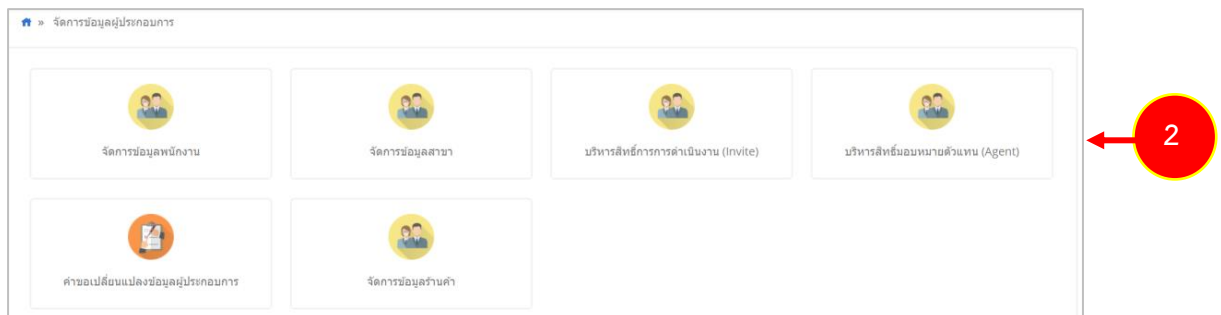 » จัดการข้อมูลผู้ประกอบการ
จัดการข้อมูลพนักงาน
จัดการข้อมูลสาขา
บริหารสิทธิ์การการดำเนินงาน (Invite)
บริหารสิทธิ์มอบหมายตัวแทน (Agent)
2
คำขอเปลี่ยนแปลงข้อมูลผู้ประกอบการ
จัดการข้อมูลร้านค้า